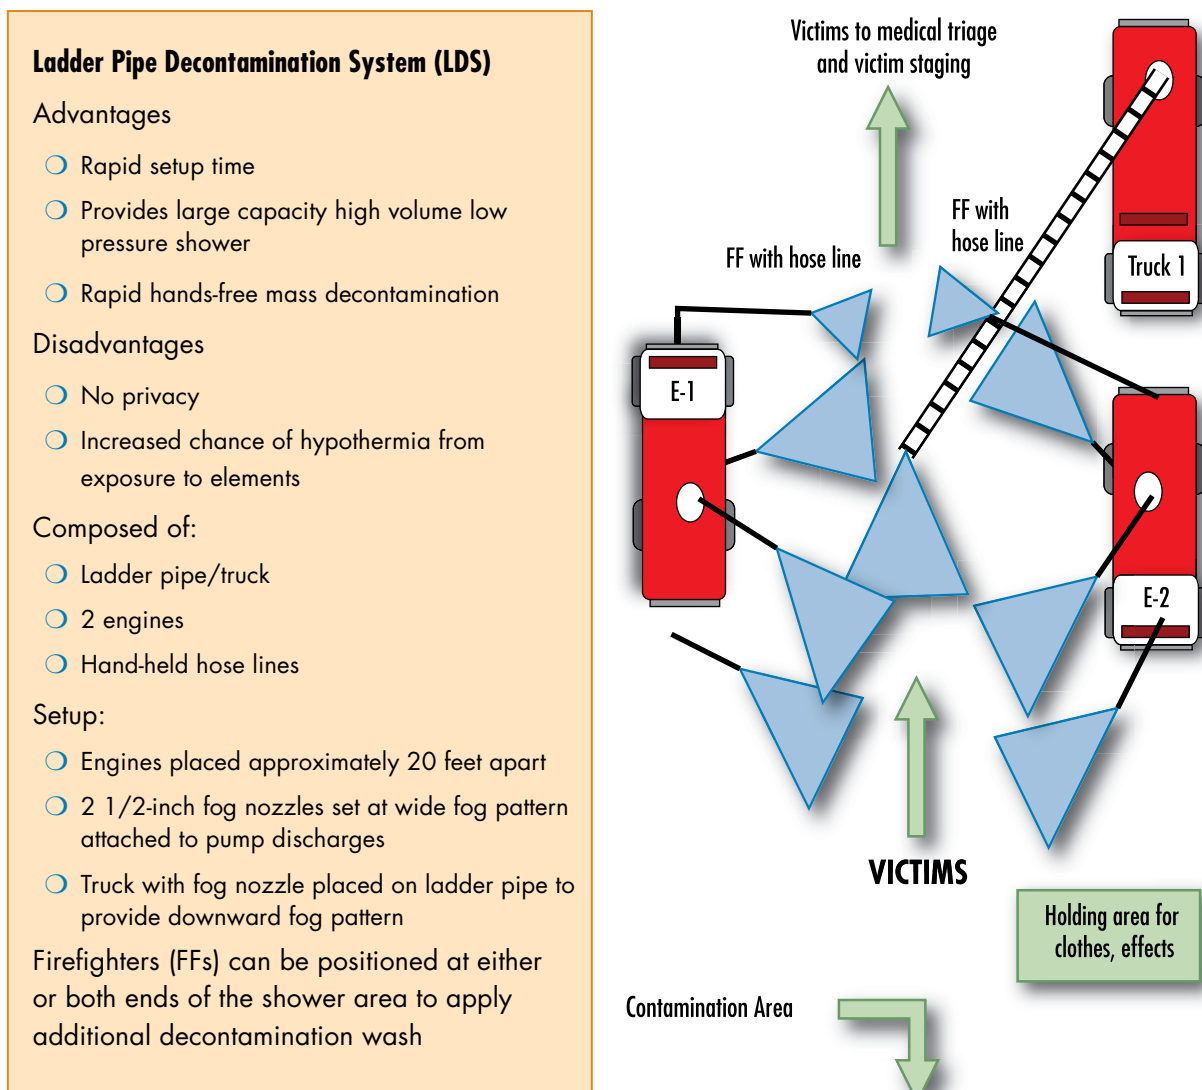 Ladder Pipe Decontamination System (LDS)
Advantages
❍ Rapid setup time
❍ Provides large capacity high volume low
pressure shower
❍ Rapid hands-free mass decontamination
Disadvantages
❍ No privacy
❍ Increased chance of hypothermia from
exposure to elements
Composed of:
❍ Ladder pipe/truck
❍ 2 engines
❍ Hand-held hose lines
Setup:
❍ Engines placed approximately 20 feet apart
❍ 2 1/2-inch fog nozzles set at wide fog pattern
attached to pump discharges
❍ Truck with fog nozzle placed on ladder pipe to
provide downward fog pattern
Firefighters (FFs) can be positioned at either
or both ends of the shower area to apply
additional decontamination wash
Victims to medical triage
and victim staging
FF with
hose line
FF with hose line
Truck 1
E-1
E-2
VICTIMS
Holding area for
clothes, effects
Contamination Area